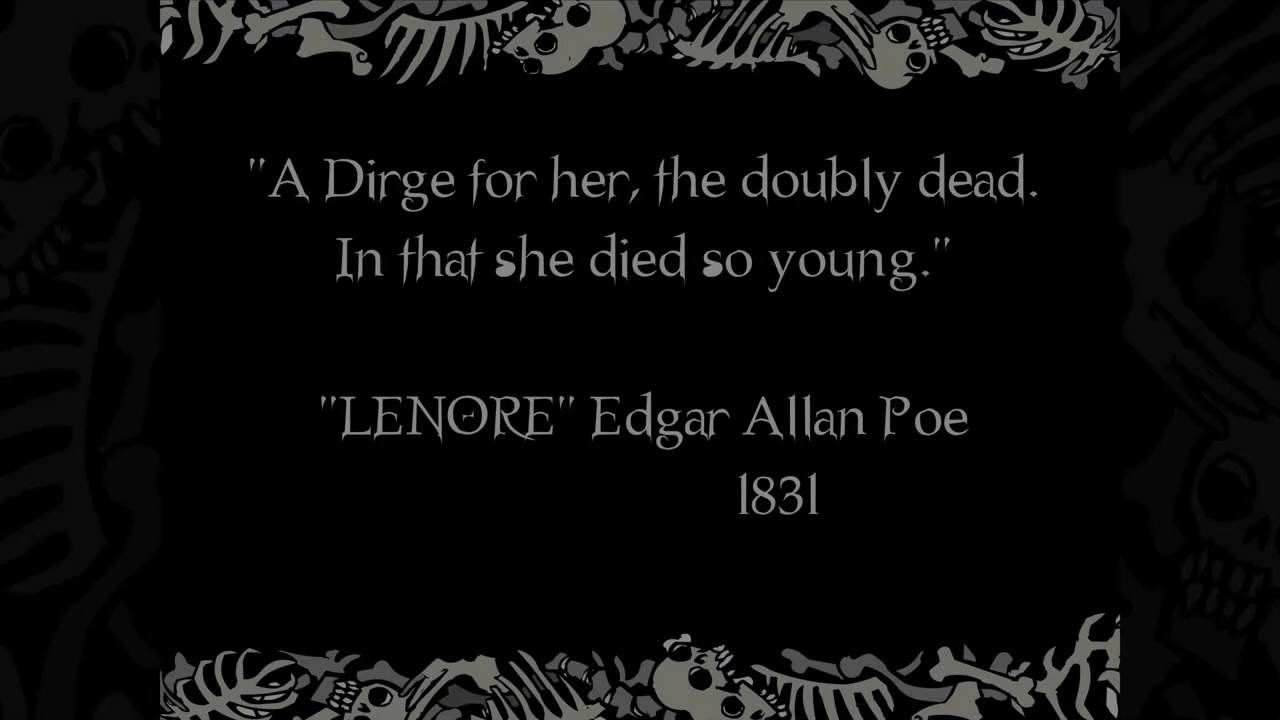 "A Dirge for her, the doubly dead.
In that she died so young."
"LENORE" Edgar Allan Poe
1831